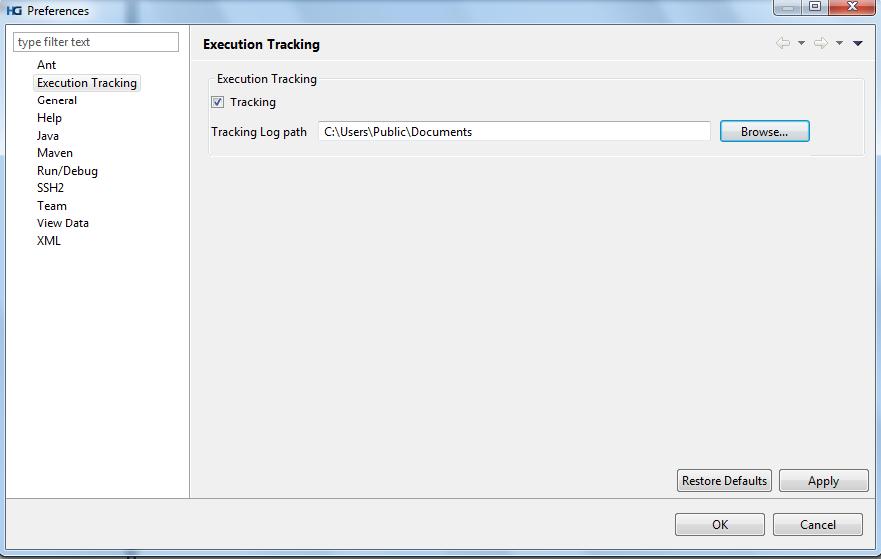 HG Preferences
type filter text
Ant
Execution Tracking
General
Help
Java
Maven
Run/Debug
SSH2
Team
View Data
XML
Execution Tracking
Execution Tracking
Tracking
Tracking Log path C:\Users\Public\Documents Browse...
Restore Defaults Apply
OK Cancel